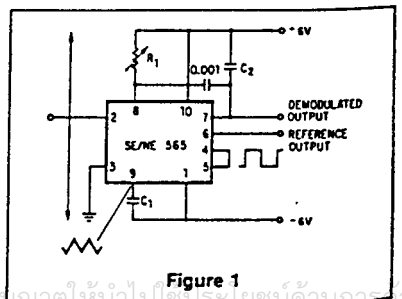 +6V
R1
C2
0.001
8
10
2
7
DEMODULATED
OUTPUT
SE/NE 565
6
REFERENCE
OUTPUT
4
3
5
9
1
C1
-6V
Figure 1